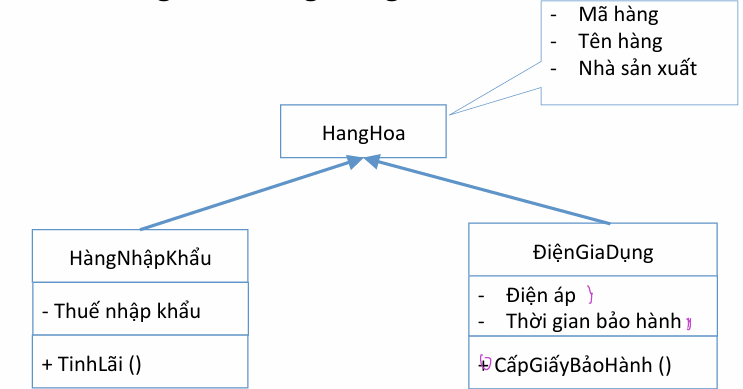 - Mã hàng
- Tên hàng
- Nhà sản xuất
HangHoa
HàngNhậpKhẩu
- Thuế nhập khẩu
+ TinhLãi ()
ĐiệnGiaDụng
- Điện áp
- Thời gian bảo hành
+ CấpGiấyBảoHành ()